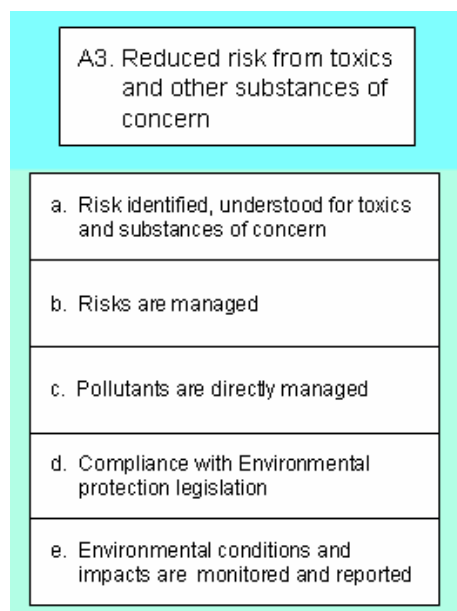 A3. Reduced risk from toxics
and other substances of
concern
a. Risk identified, understood for toxics
and substances of concern
b. Risks are managed
c. Pollutants are directly managed
d. Compliance with Environmental
protection legislation
e. Environmental conditions and
impacts are monitored and reported